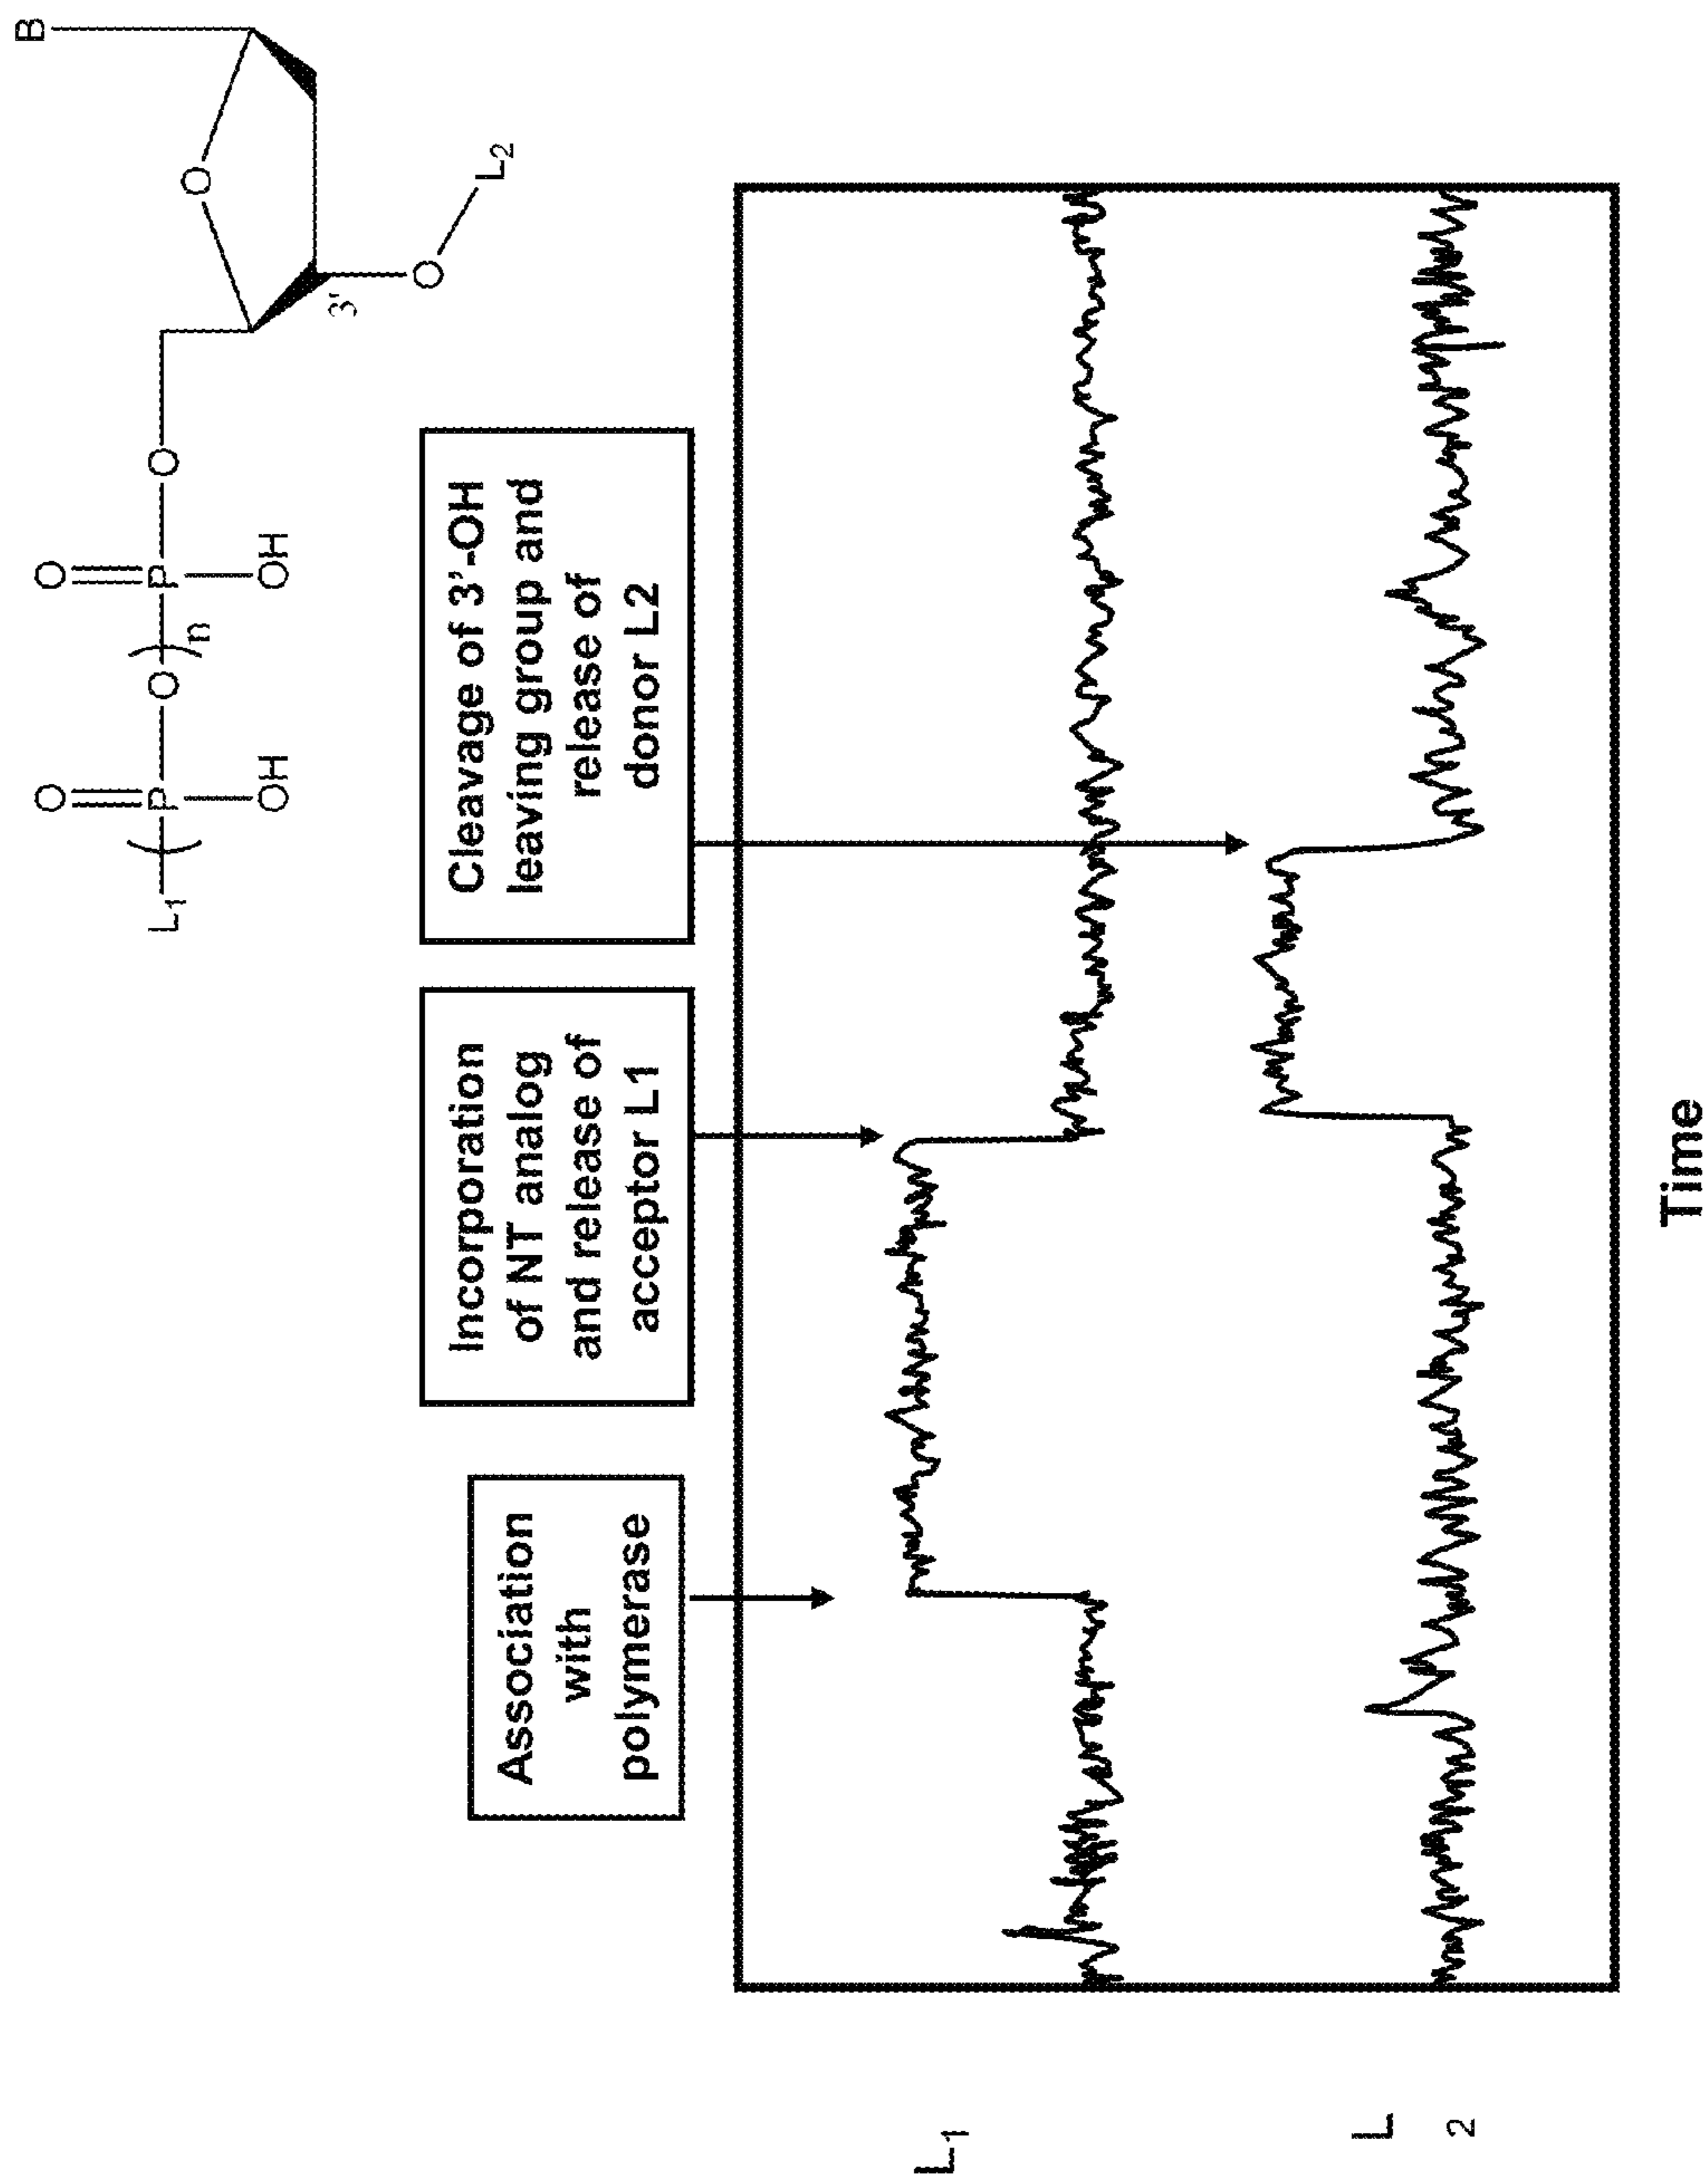 B
O O
L₁ ( P O )n P O
O
OH OH
3'
O
L₂
Association
with
polymerase
Incorporation
of NT analog
and release of
acceptor L1
Cleavage of 3'-OH
leaving group and
release of
donor L2
L₁
L
2
Time